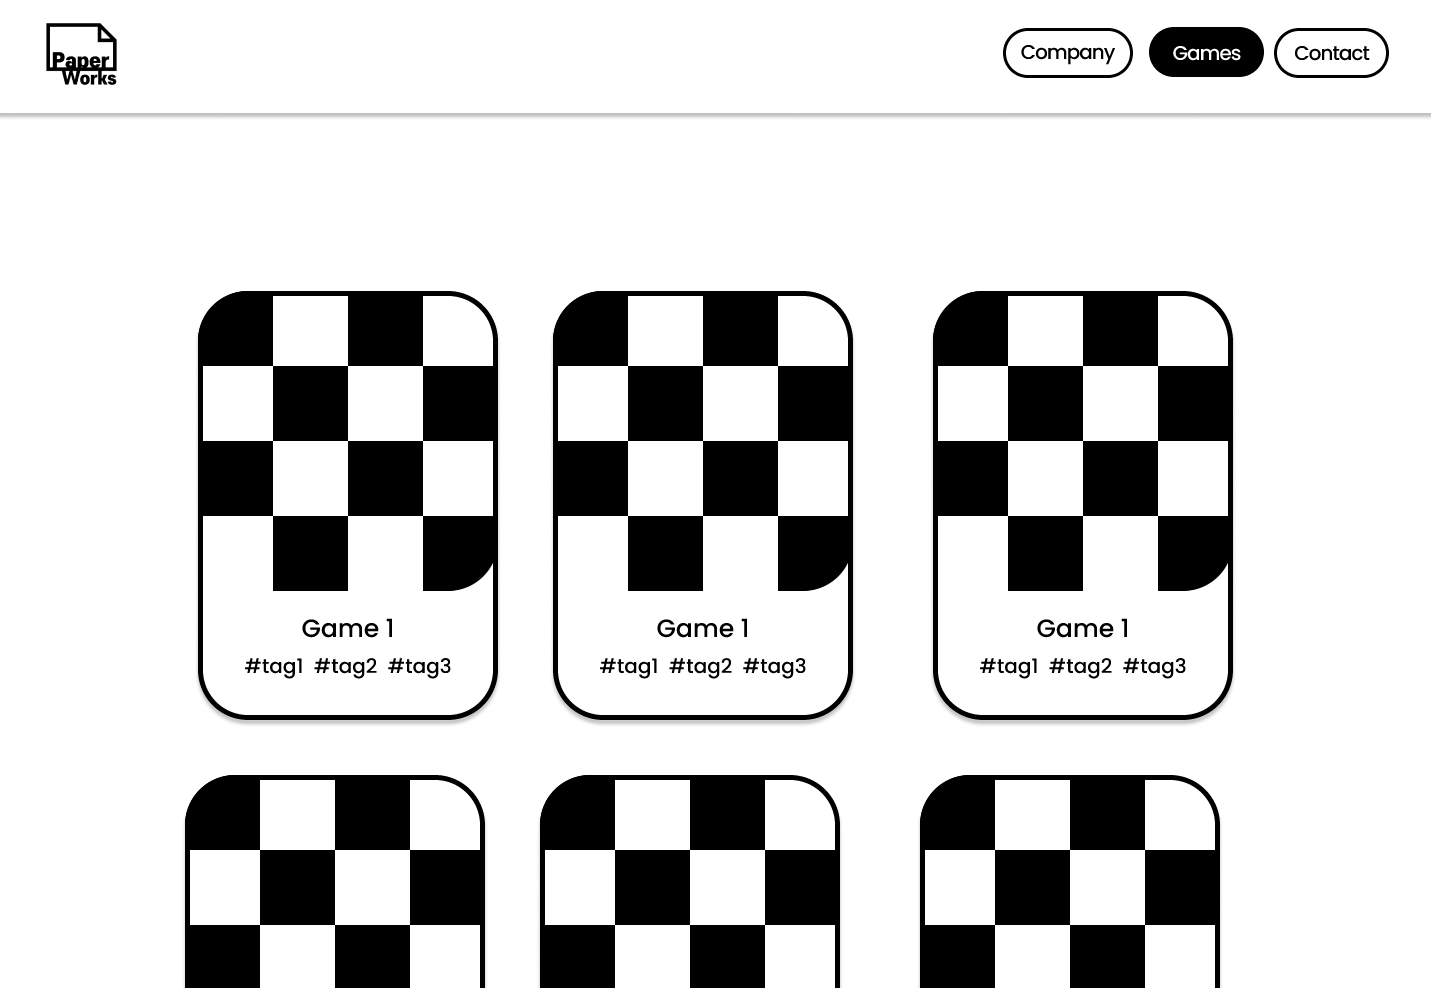 Paper
Works
Company
Games
Contact
Game 1
#tag1 #tag2 #tag3
Game 1
#tag1 #tag2 #tag3
Game 1
#tag1 #tag2 #tag3